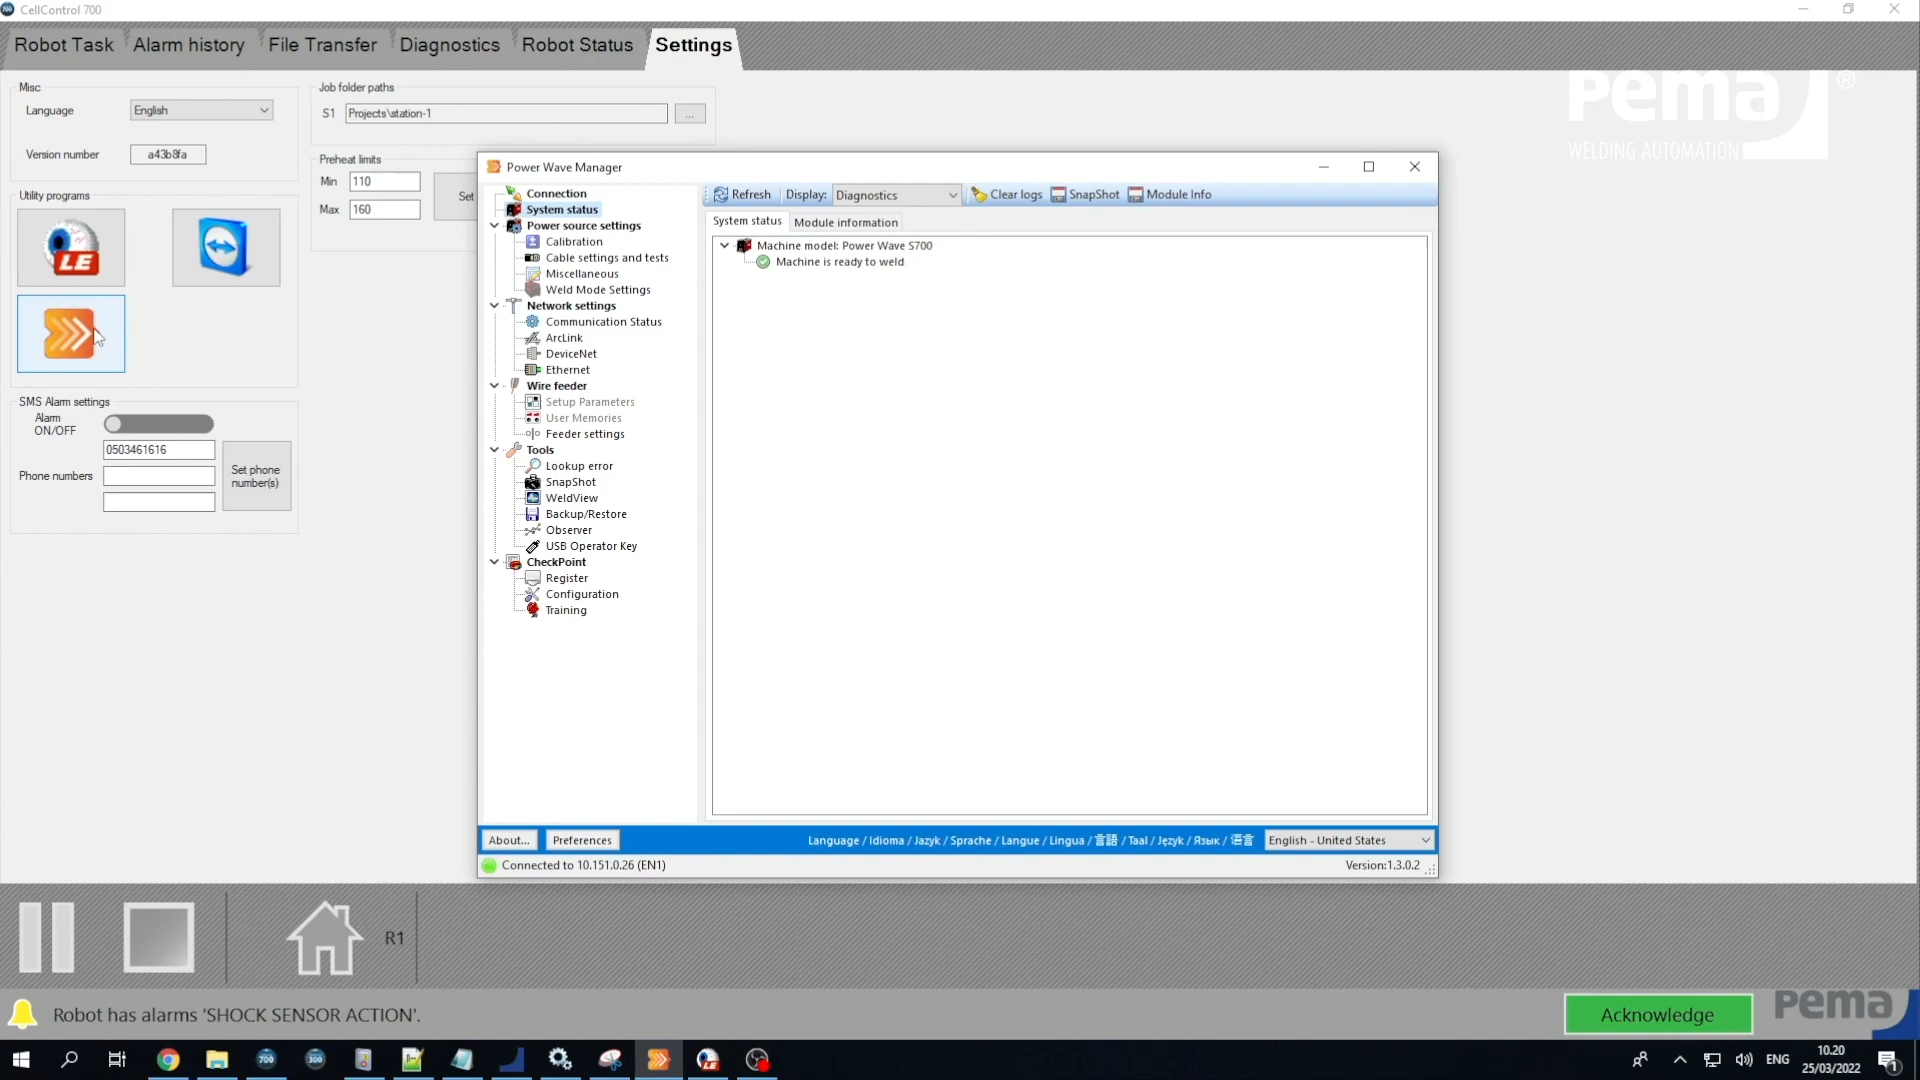 CellControl 700
Robot Task
Alarm history
File Transfer
Diagnostics
Robot Status
Settings
pema®
WELDING AUTOMATION
Misc
Language
English
Version number
a43b8fa
Job folder paths
S1
Projects\station-1
...
Preheat limits
Min
110
Max
160
Set
Utility programs
LE
SMS Alarm settings
Alarm
ON/OFF
0503461616
Phone numbers
Set phone
number(s)
Power Wave Manager
Connection
System status
Power source settings
Calibration
Cable settings and tests
Miscellaneous
Weld Mode Settings
Network settings
Communication Status
ArcLink
DeviceNet
Ethernet
Wire feeder
Setup Parameters
User Memories
Feeder settings
Tools
Lookup error
SnapShot
WeldView
Backup/Restore
Observer
USB Operator Key
CheckPoint
Register
Configuration
Training
Refresh
Display:
Diagnostics
Clear logs
SnapShot
Module Info
System status
Module information
Machine model: Power Wave S700
Machine is ready to weld
About...
Preferences
Language / Idioma / Jazyk / Sprache / Langue / Lingua / 言語 / Taal / Język / Язык / 语言
English - United States
Connected to 10.151.0.26 (EN1)
Version:1.3.0.2
R1
Robot has alarms 'SHOCK SENSOR ACTION'.
Acknowledge
pema
700
300
LE
ENG
10.20
25/03/2022
1